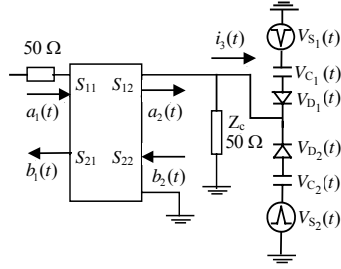 50 Ω
S11
S12
a1(t)
a2(t)
S21
S22
b1(t)
b2(t)
i3(t)
Zc
50 Ω
VS1(t)
VC1(t)
VD1(t)
VD2(t)
VC2(t)
VS2(t)